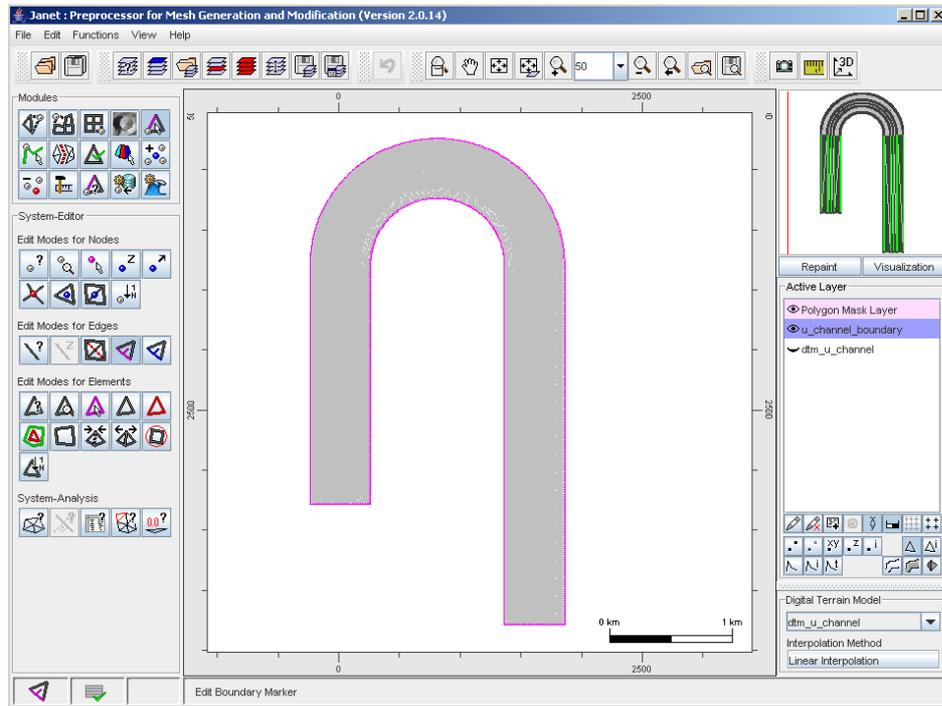 Janet : Preprocessor for Mesh Generation and Modification (Version 2.0.14)
File Edit Functions View Help
50
3D
Modules
System-Editor
Edit Modes for Nodes
Edit Modes for Edges
Edit Modes for Elements
System-Analysis
0 2500
2500 2500
0 km 1 km
0 2500
Repaint Visualization
Active Layer
Polygon Mask Layer
u_channel_boundary
dtm_u_channel
Digital Terrain Model
dtm_u_channel
Interpolation Method
Linear Interpolation
Edit Boundary Marker